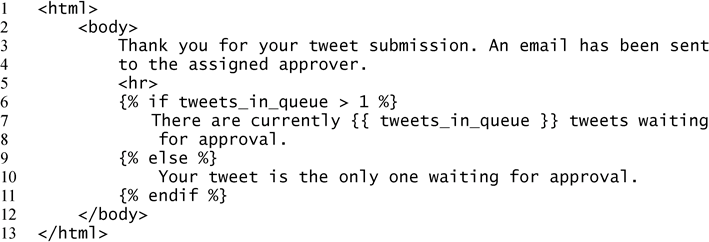 1 <html>
2 <body>
3 Thank you for your tweet submission. An email has been sent
4 to the assigned approver.
5 <hr>
6 {% if tweets_in_queue > 1 %}
7 There are currently {{ tweets_in_queue }} tweets waiting
8 for approval.
9 {% else %}
10 Your tweet is the only one waiting for approval.
11 {% endif %}
12 </body>
13 </html>